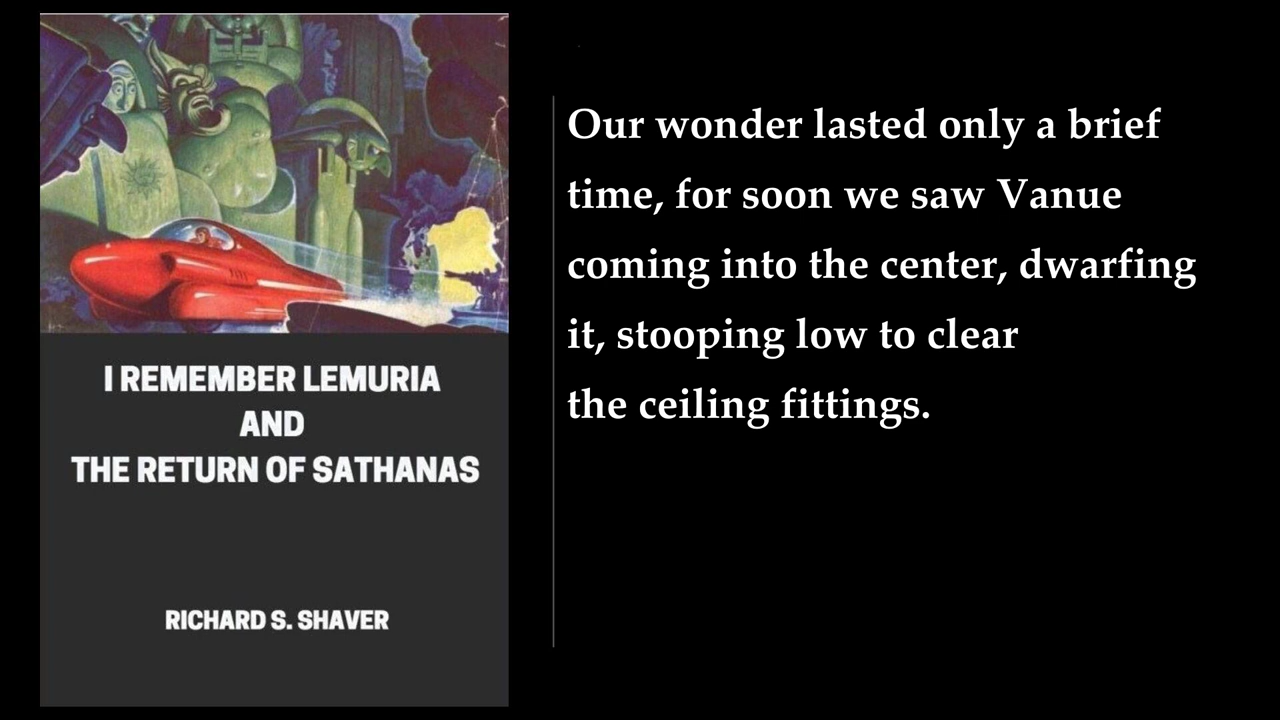 I REMEMBER LEMURIA
AND
THE RETURN OF SATHANAS
RICHARD S. SHAVER
Our wonder lasted only a brief
time, for soon we saw Vanue
coming into the center, dwarfing
it, stooping low to clear
the ceiling fittings.